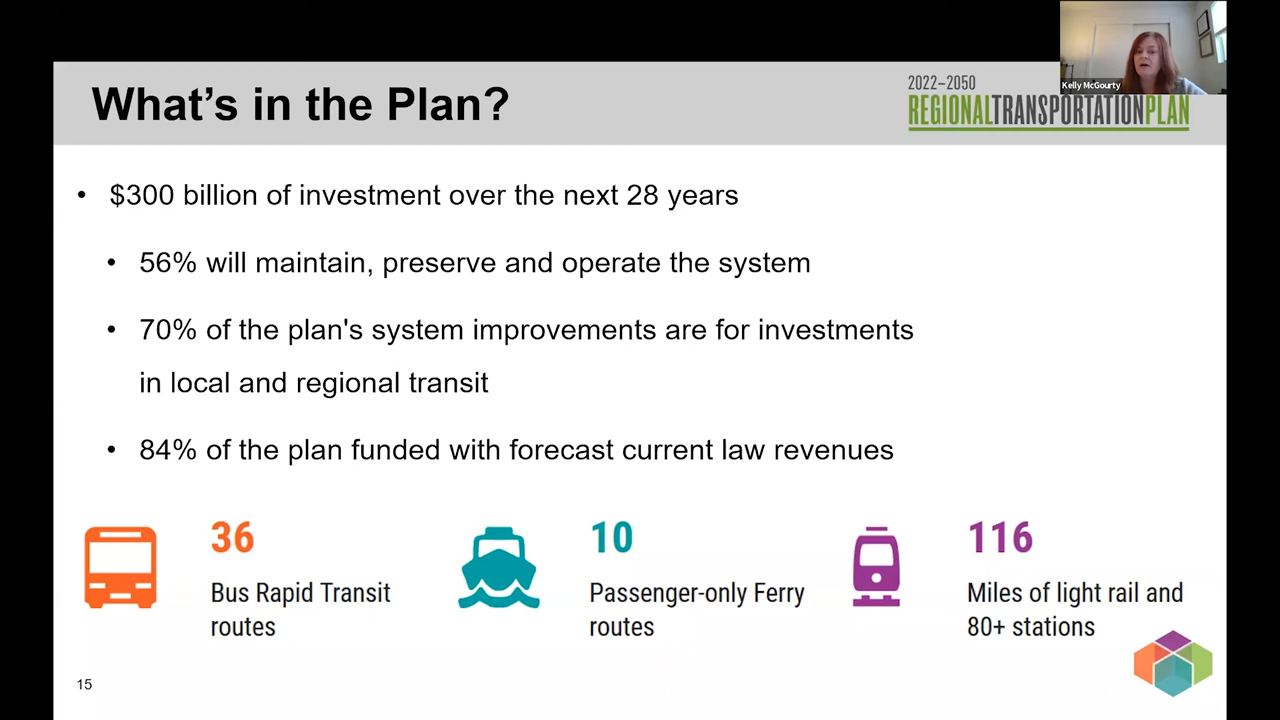 What's in the Plan?
2022–2050
REGIONALTRANSPORTATIONPLAN
Kelly McGourty
• $300 billion of investment over the next 28 years
• 56% will maintain, preserve and operate the system
• 70% of the plan's system improvements are for investments
in local and regional transit
• 84% of the plan funded with forecast current law revenues
36
Bus Rapid Transit
routes
10
Passenger-only Ferry
routes
116
Miles of light rail and
80+ stations
15